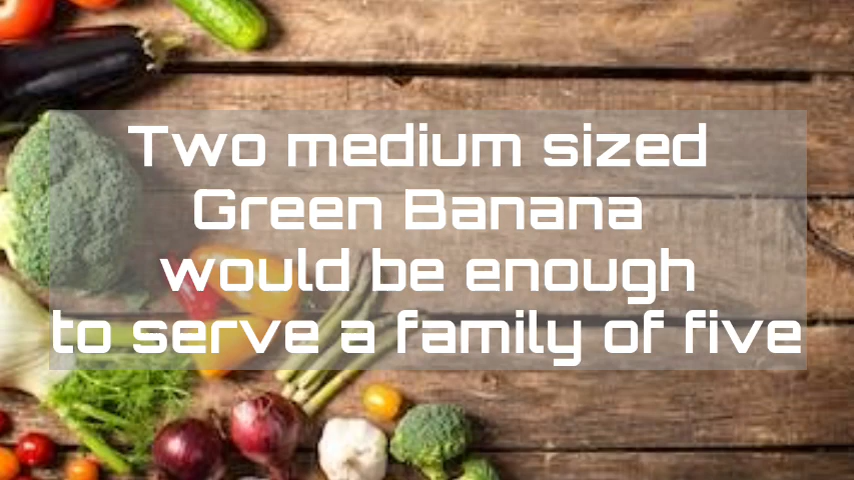 Two medium sized
Green Banana
would be enough
to serve a family of five